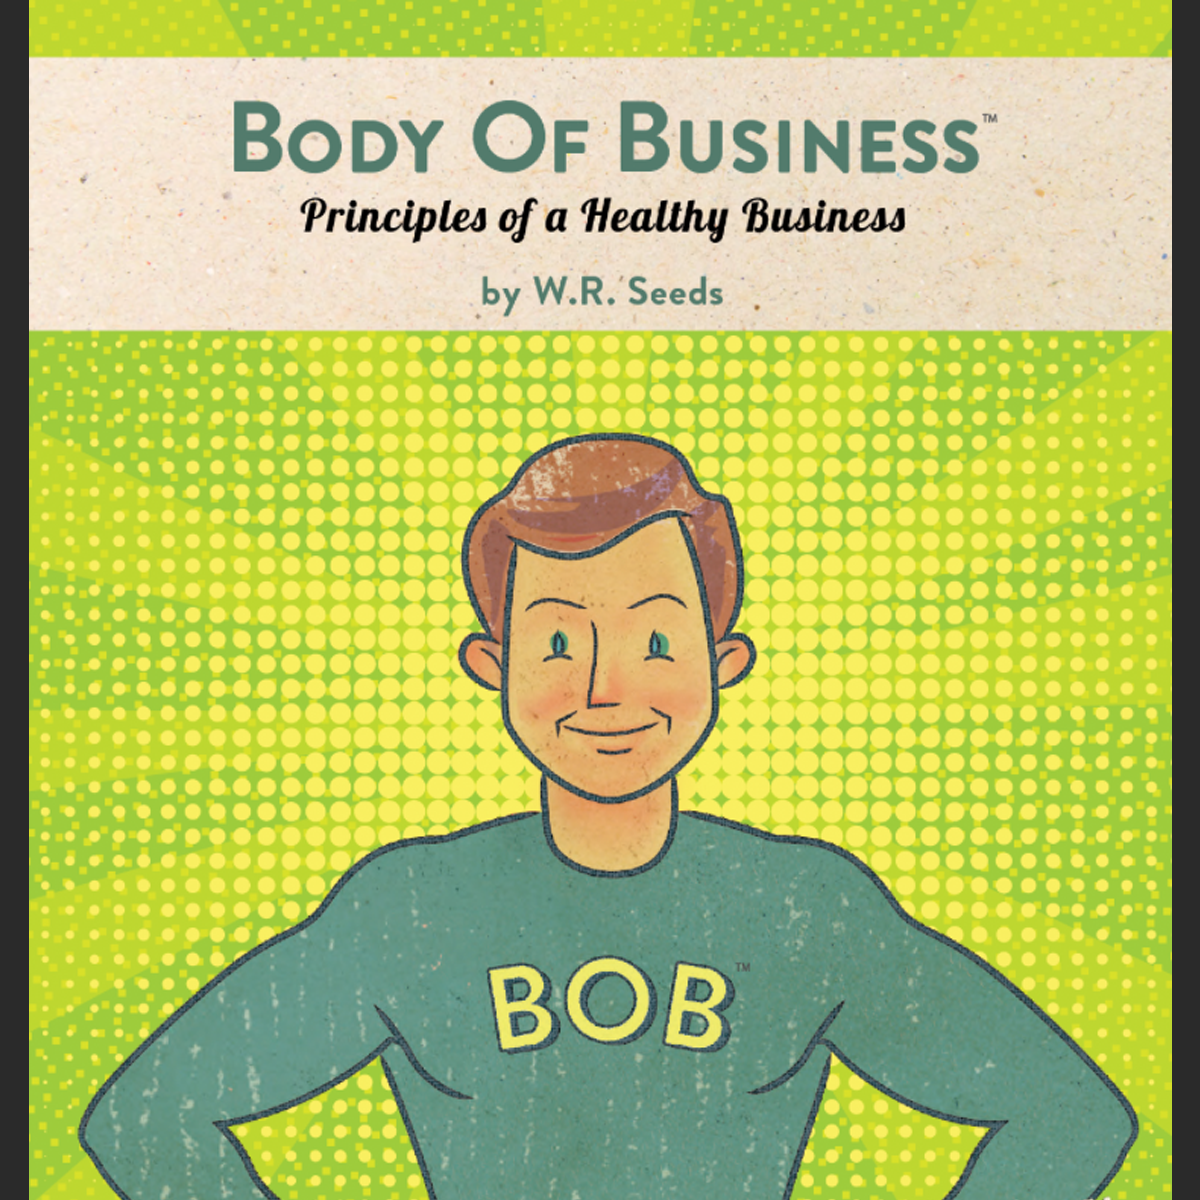 Body Of Business™
Principles of a Healthy Business
by W.R. Seeds
BOB™